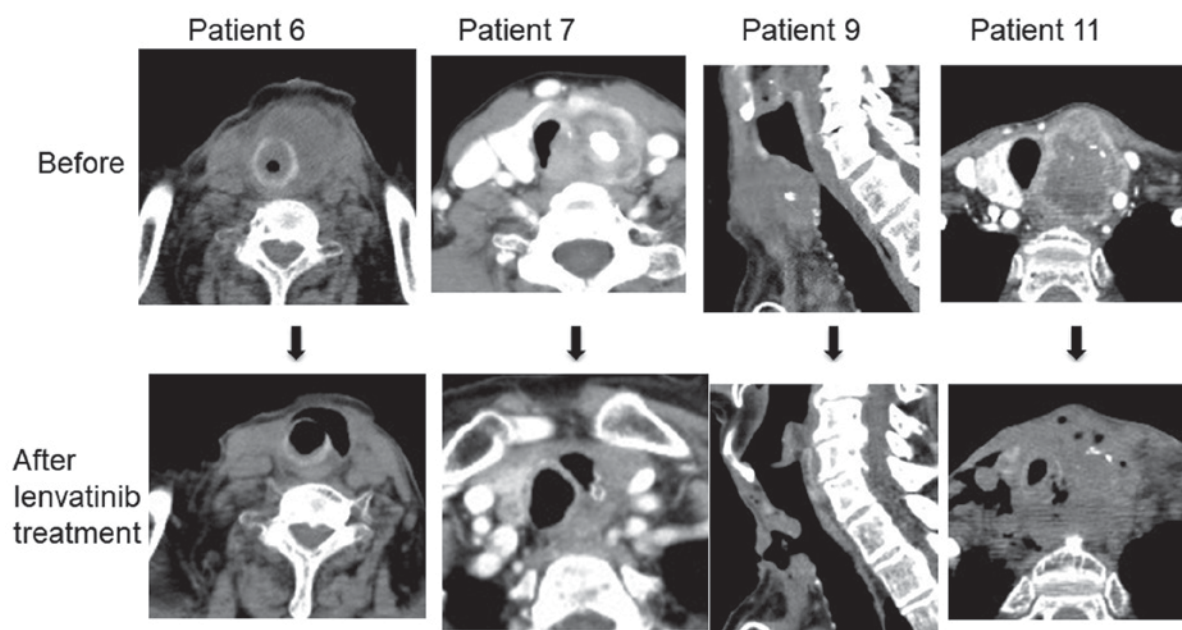 Patient 6
Patient 7
Patient 9
Patient 11
Before
After
lenvatinib
treatment